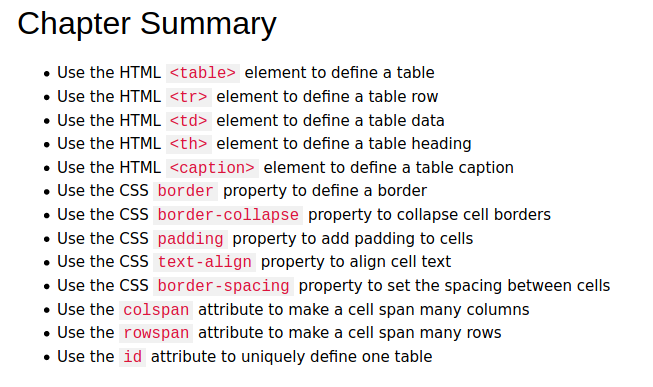 Chapter Summary
• Use the HTML <table> element to define a table
• Use the HTML <tr> element to define a table row
• Use the HTML <td> element to define a table data
• Use the HTML <th> element to define a table heading
• Use the HTML <caption> element to define a table caption
• Use the CSS border property to define a border
• Use the CSS border-collapse property to collapse cell borders
• Use the CSS padding property to add padding to cells
• Use the CSS text-align property to align cell text
• Use the CSS border-spacing property to set the spacing between cells
• Use the colspan attribute to make a cell span many columns
• Use the rowspan attribute to make a cell span many rows
• Use the id attribute to uniquely define one table